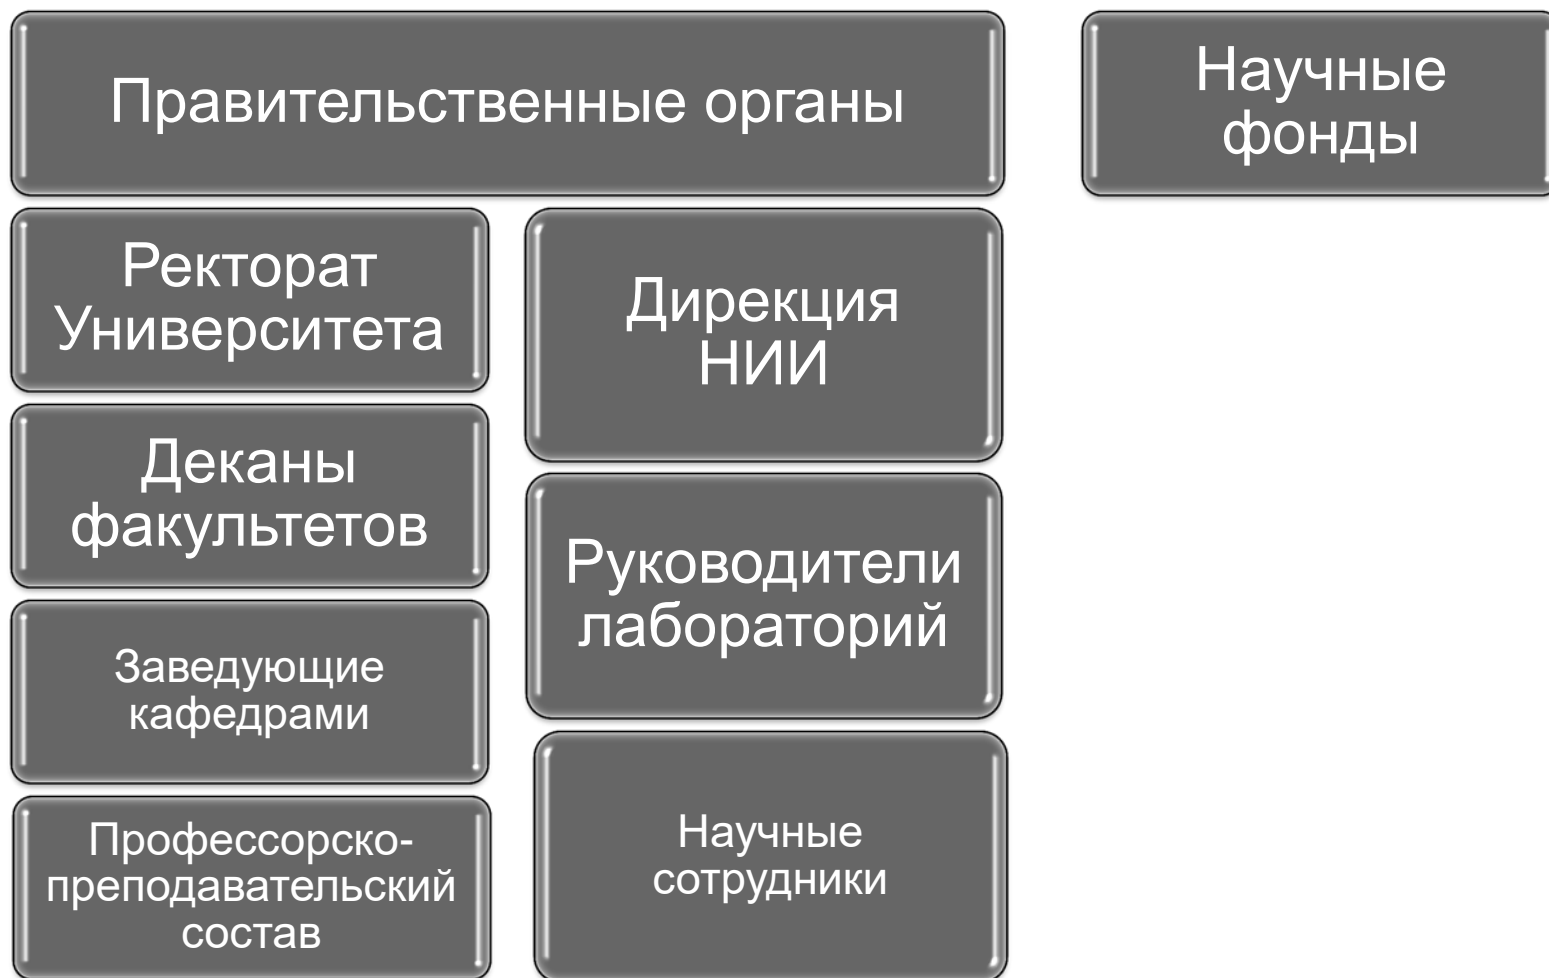 Правительственные органы
Научные
фонды
Ректорат
Университета
Дирекция
НИИ
Деканы
факультетов
Руководители
лабораторий
Заведующие
кафедрами
Научные
сотрудники
Профессорско-
преподавательский
состав